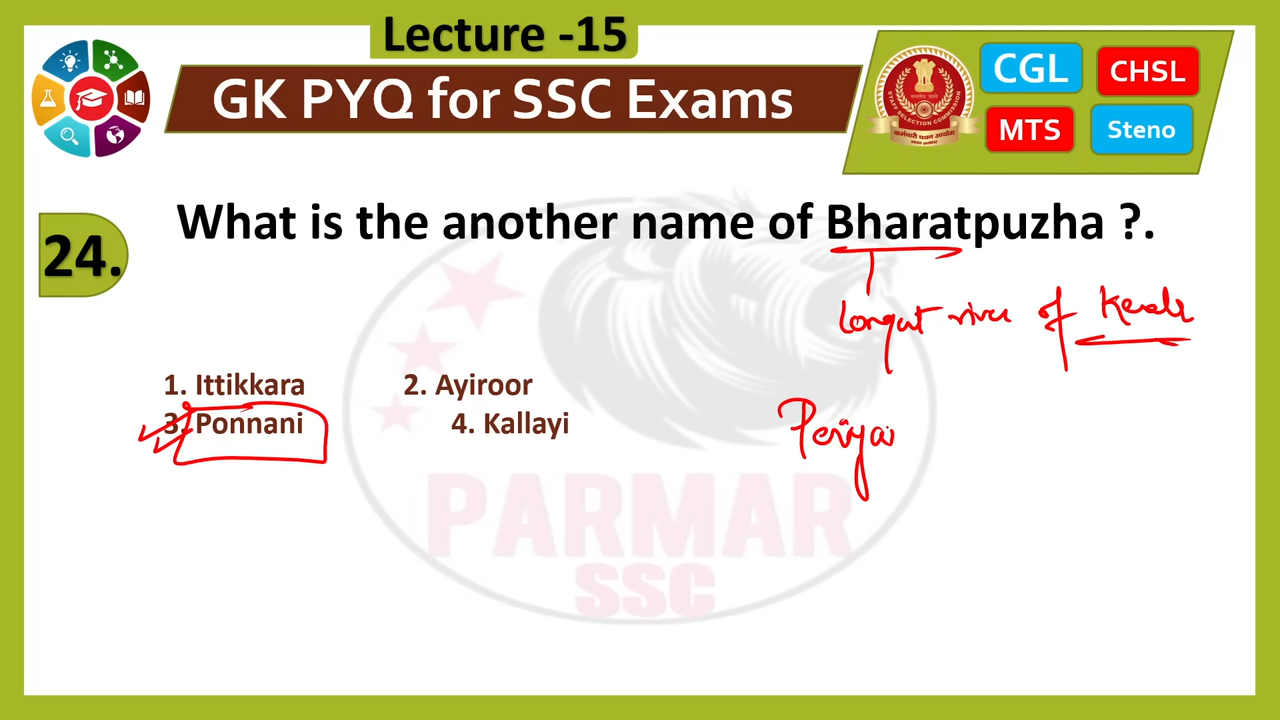 Lecture -15
GK PYQ for SSC Exams
CGL
CHSL
MTS
Steno
24.
What is the another name of Bharatpuzha ?.
Longest river of Kerala
1. Ittikkara 2. Ayiroor
3. Ponnani 4. Kallayi
Periyar
PARMAR
SSC